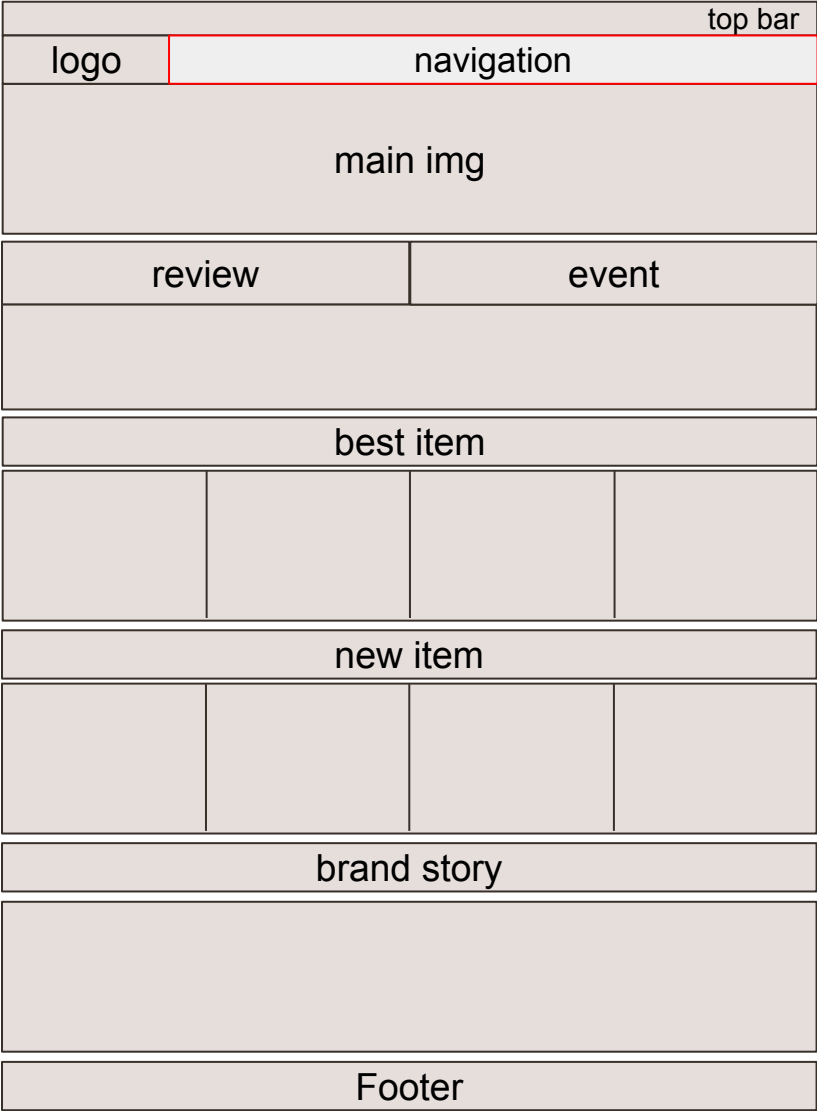 top bar
logo navigation
main img
review event
best item
new item
brand story
Footer